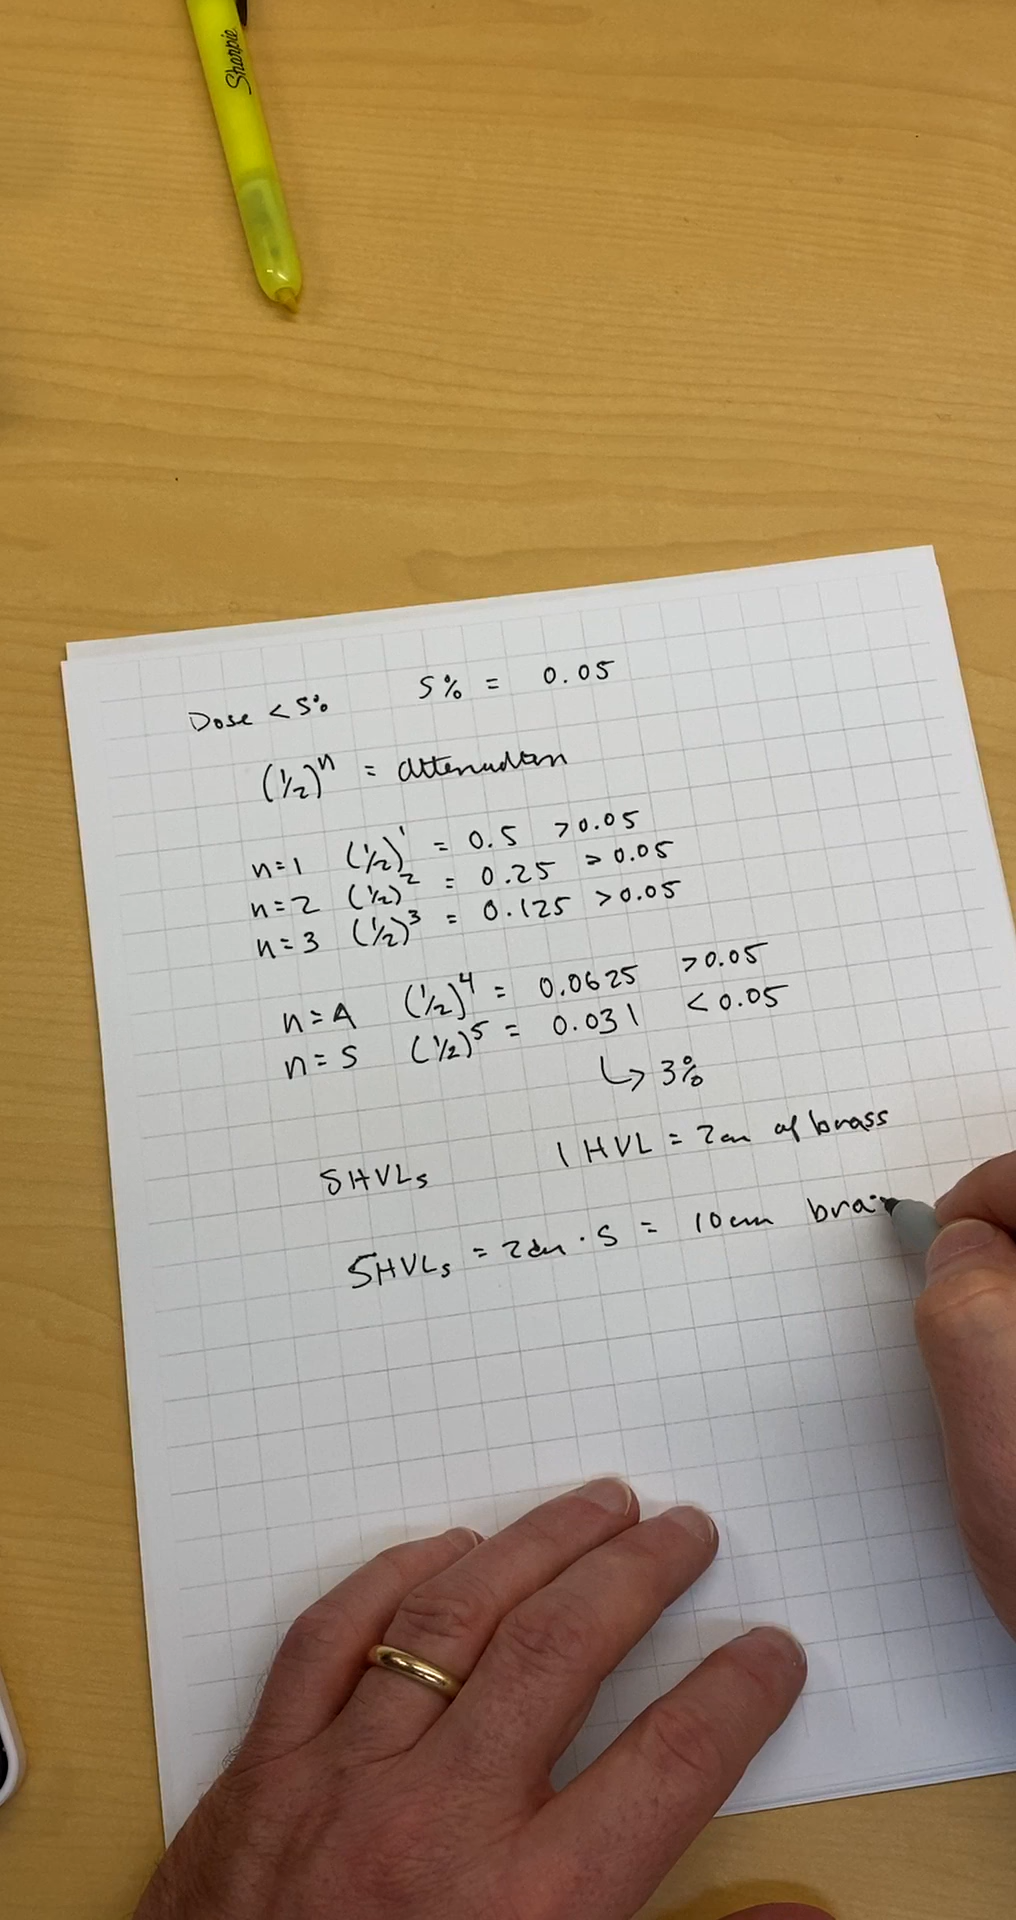 Sharpie
Dose < 5% 5% = 0.05
(1/2)^n = attenuation
n=1 (1/2)^1 = 0.5 >0.05
n=2 (1/2)^2 = 0.25 >0.05
n=3 (1/2)^3 = 0.125 >0.05
n=4 (1/2)^4 = 0.0625 >0.05
n=5 (1/2)^5 = 0.031 <0.05
↳ 3%
5HVLs 1 HVL = 2cm of brass
5HVLs = 2cm · 5 = 10cm bras